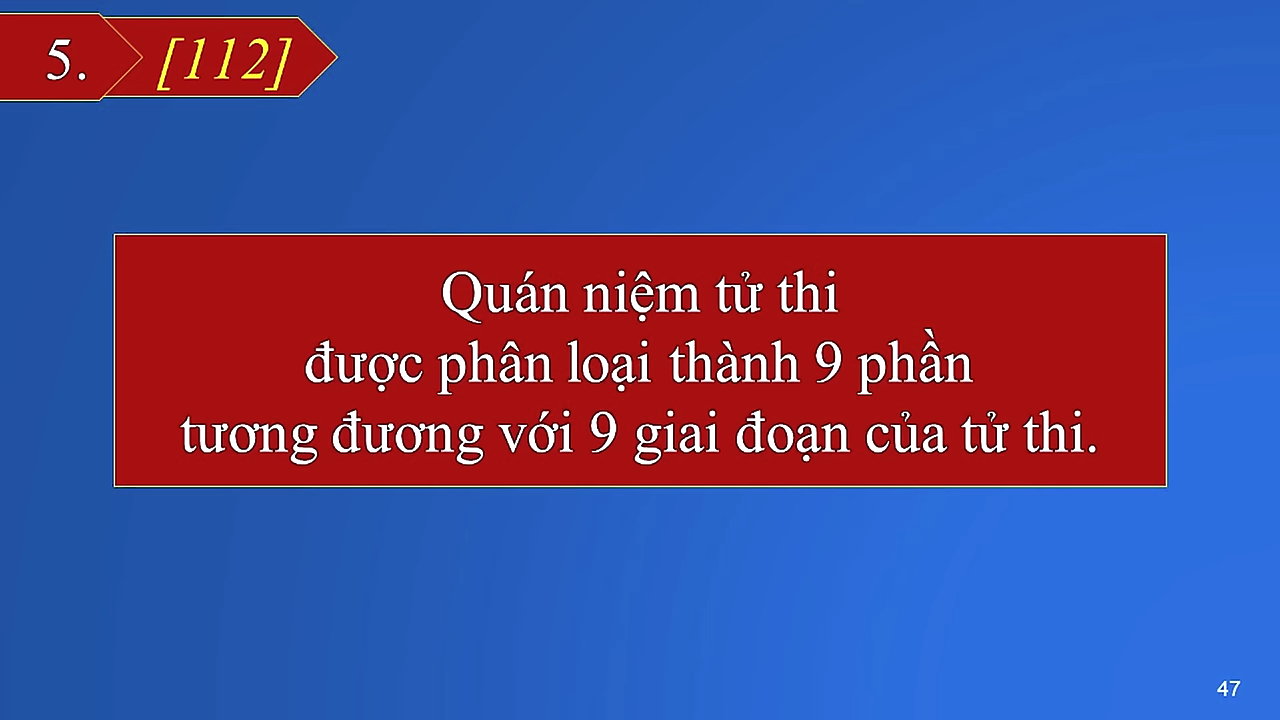 5. [112]
Quán niệm tử thi
được phân loại thành 9 phần
tương đương với 9 giai đoạn của tử thi.
47